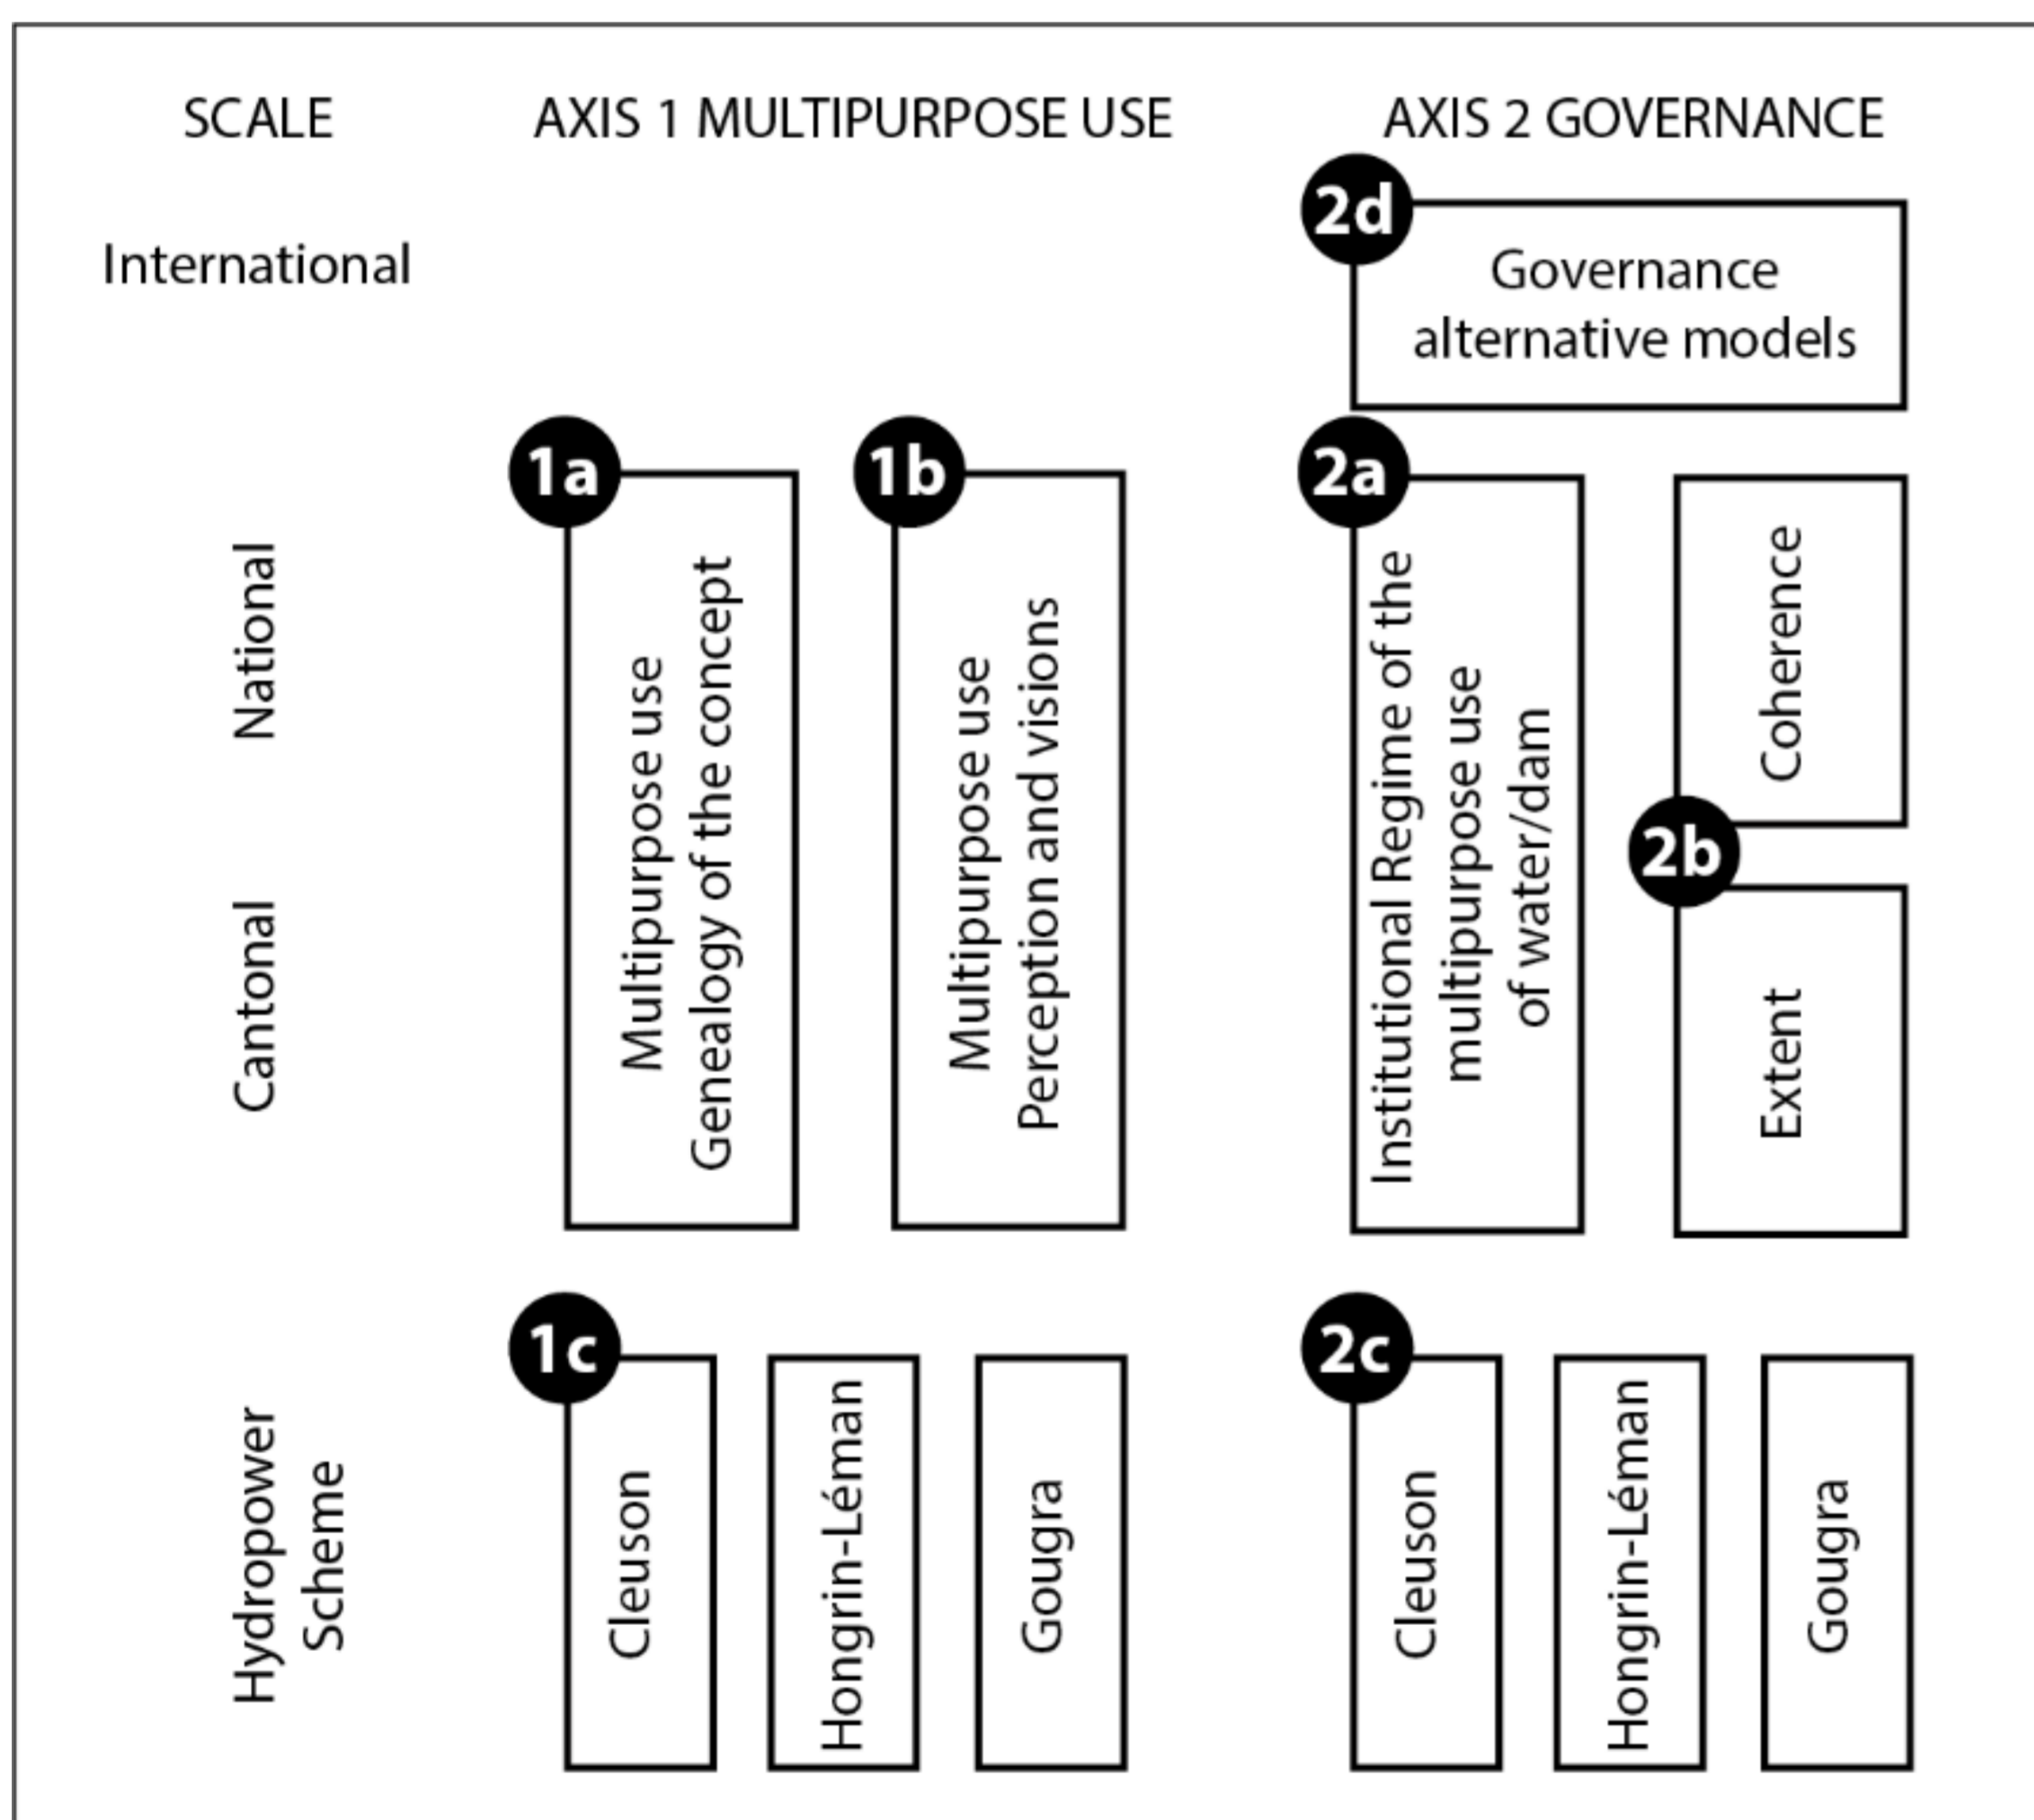 SCALE
AXIS 1 MULTIPURPOSE USE
AXIS 2 GOVERNANCE
International
2d
Governance
alternative models
National
Cantonal
1a
Multipurpose use
Genealogy of the concept
1b
Multipurpose use
Perception and visions
2a
Institutional Regime of the
multipurpose use
of water/dam
2b
Coherence
Extent
Hydropower
Scheme
1c
Cleuson
Hongrin-Léman
Gougra
2c
Cleuson
Hongrin-Léman
Gougra